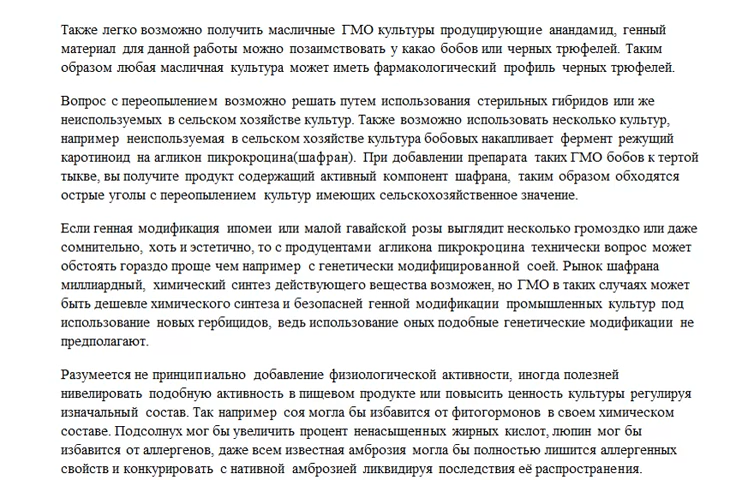 Также легко возможно получить масличные ГМО культуры продуцирующие анандамид, генный
материал для данной работы можно позаимствовать у какао бобов или черных трюфелей. Таким
образом любая масличная культура может иметь фармакологический профиль черных трюфелей.
Вопрос с переопылением возможно решать путем использования стерильных гибридов или же
неиспользуемых в сельском хозяйстве культур. Также возможно использовать несколько культур,
например неиспользуемая в сельском хозяйстве культура бобовых накапливает фермент режущий
каротиноид на агликон пикрокроцина(шафран). При добавлении препарата таких ГМО бобов к тертой
тыкве, вы получите продукт содержащий активный компонент шафрана, таким образом обходятся
острые уголы с переопылением культур имеющих сельскохозяйственное значение.
Если генная модификация ипомеи или малой гавайской розы выглядит несколько громоздко или даже
сомнительно, хоть и эстетично, то с продуцентами агликона пикрокроцина технически вопрос может
обстоять гораздо проще чем например с генетически модифицированной соей. Рынок шафрана
миллиардный, химический синтез действующего вещества возможен, но ГМО в таких случаях может
быть дешевле химического синтеза и безопасней генной модификации промышленных культур под
использование новых гербицидов, ведь использование оных подобные генетические модификации не
предполагают.
Разумеется не принципиально добавление физиологической активности, иногда полезней
нивелировать подобную активность в пищевом продукте или повысить ценность культуры регулируя
изначальный состав. Так например соя могла бы избавится от фитогормонов в своем химическом
составе. Подсолнух мог бы увеличить процент ненасыщенных жирных кислот, люпин мог бы
избавится от аллергенов, даже всем известная амброзия могла бы полностью лишится аллергенных
свойств и конкурировать с нативной амброзией ликвидируя последствия её распространения.